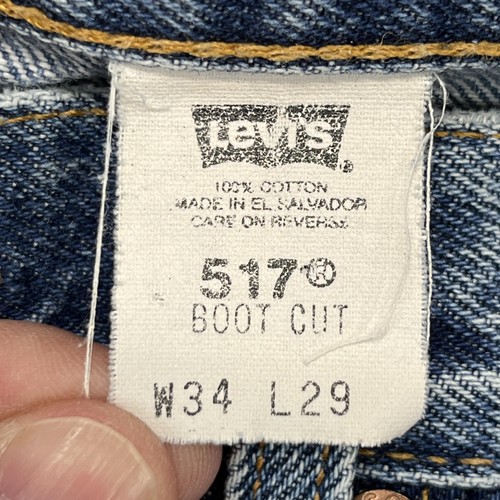 Levi's®
100% COTTON
MADE IN EL SALVADOR
CARE ON REVERSE
517®
BOOT CUT
W34 L29